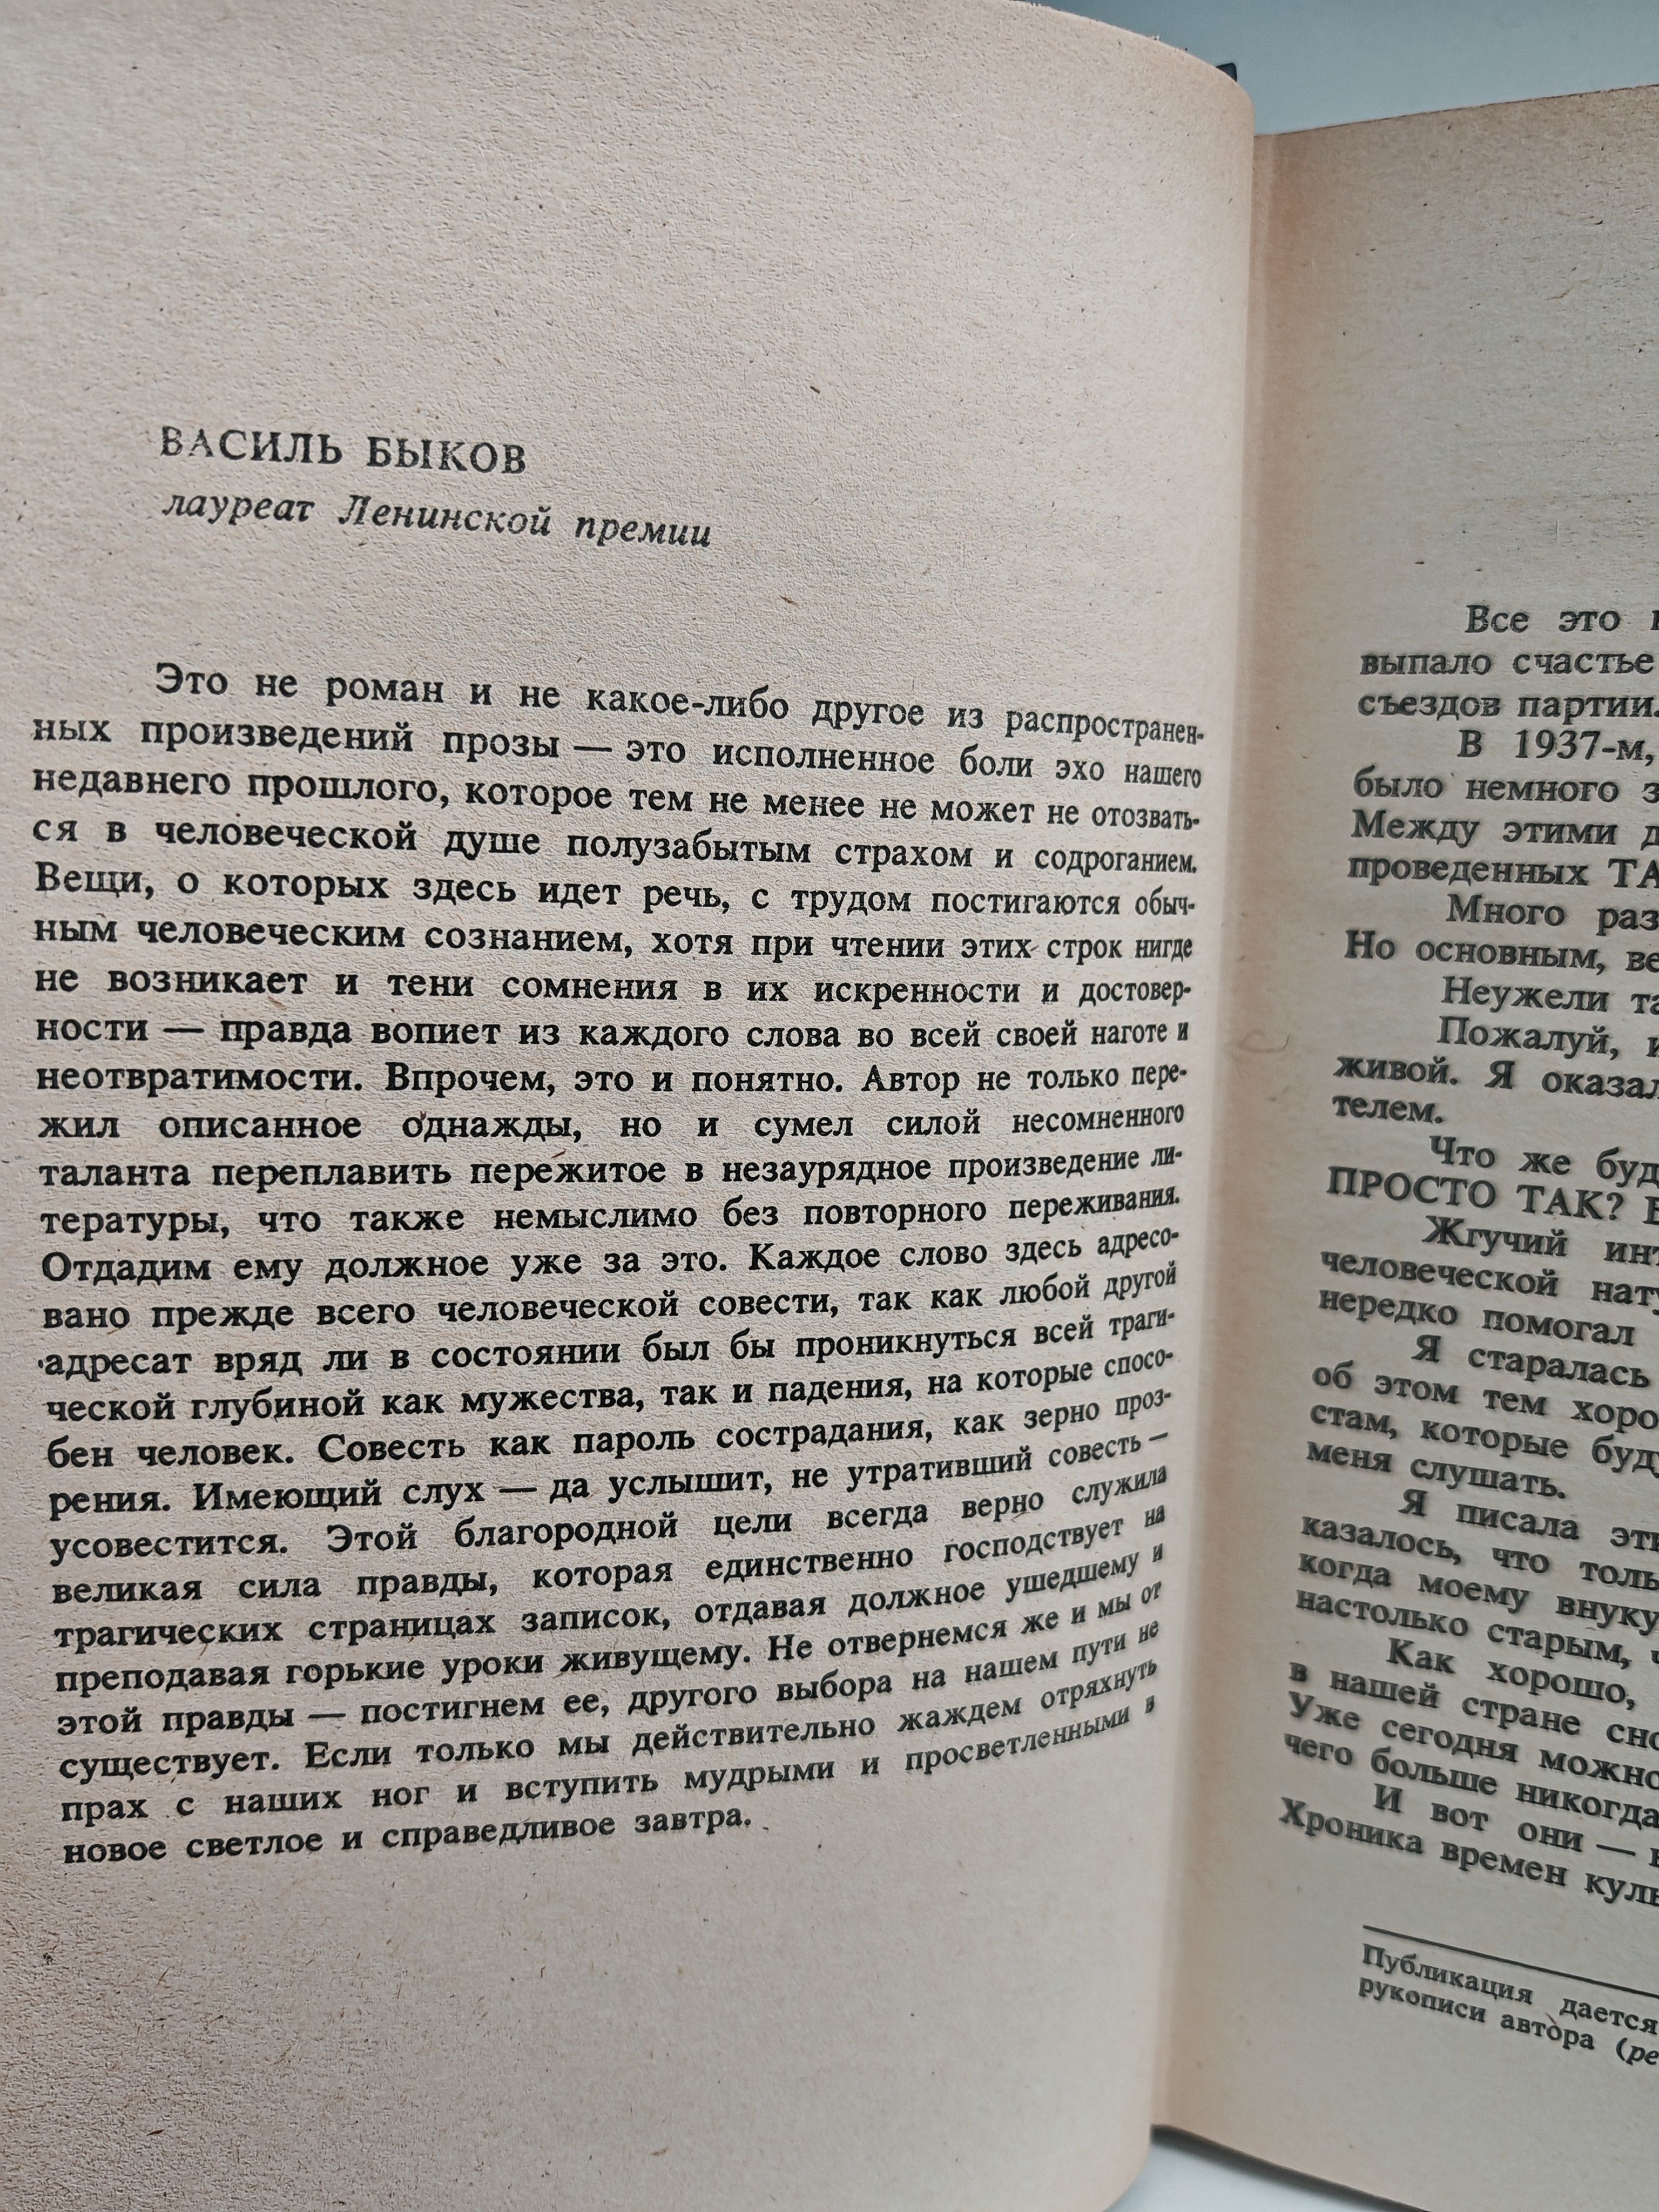 ВАСИЛЬ БЫКОВ
лауреат Ленинской премии
Это не роман и не какое-либо другое из распространен-
ных произведений прозы — это исполненное боли эхо нашего
недавнего прошлого, которое тем не менее не может не отозвать-
ся в человеческой душе полузабытым страхом и содроганием.
Вещи, о которых здесь идет речь, с трудом постигаются обыч-
ным человеческим сознанием, хотя при чтении этих строк нигде
не возникает и тени сомнения в их искренности и достовер-
ности — правда вопиет из каждого слова во всей своей наготе и
неотвратимости. Впрочем, это и понятно. Автор не только пере-
жил описанное однажды, но и сумел силой несомненного
таланта переплавить пережитое в незаурядное произведение ли-
тературы, что также немыслимо без повторного переживания.
Отдадим ему должное уже за это. Каждое слово здесь адресо-
вано прежде всего человеческой совести, так как любой другой
адресат вряд ли в состоянии был бы проникнуться всей траги-
ческой глубиной как мужества, так и падения, на которые спосо-
бен человек. Совесть как пароль сострадания, как зерно проз-
рения. Имеющий слух — да услышит, не утративший совесть —
усовестится. Этой благородной цели всегда верно служила
великая сила правды, которая единственно господствует на
трагических страницах записок, отдавая должное ушедшему и
преподавая горькие уроки живущему. Не отвернемся же и мы от
этой правды — постигнем ее, другого выбора на нашем пути не
существует. Если только мы действительно жаждем отряхнуть
прах с наших ног и вступить мудрыми и просветленными в
новое светлое и справедливое завтра.
Все это
выпало счастье
съездов партии.
В 1937-м,
было немного
Между этими
проведенных
Много раз
Но основным,
Неужели
Пожалуй,
живой. Я
телем.
Что же
ПРОСТО ТАК?
Жгучий
человеческой
нередко помогал
Я старалась
об этом тем
стам, которые
меня слушать.
Я писала
казалось, что
когда моему внуку
настолько старым,
Как хорошо,
в нашей стране
Уже сегодня
чего больше никогда
И вот они —
Хроника времен
Публикация дается
рукописи автора